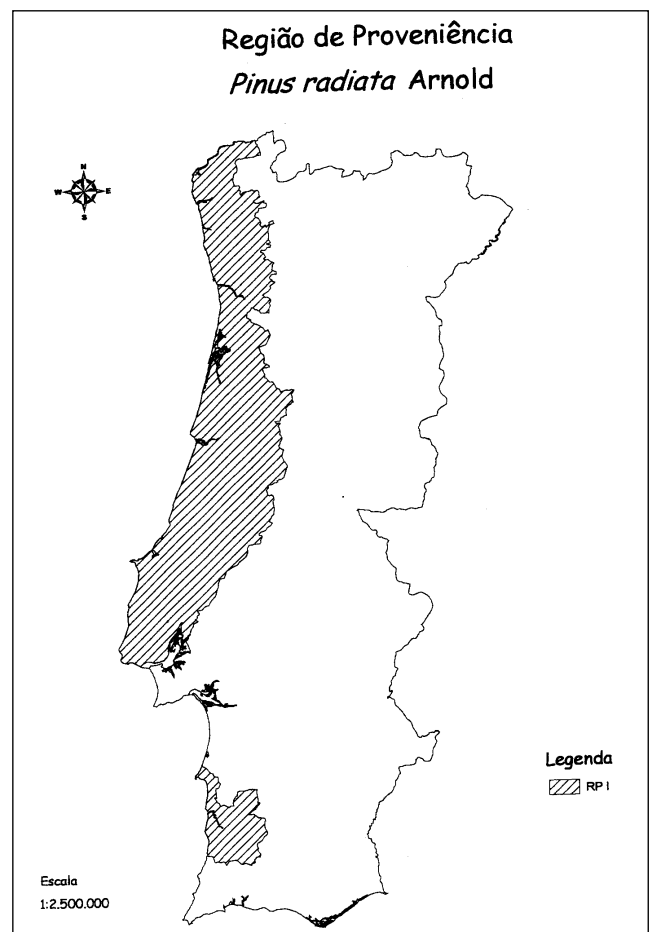 Região de Proveniência
Pinus radiata Arnold
N
W E
S
Legenda
RP I
Escala
1:2.500.000